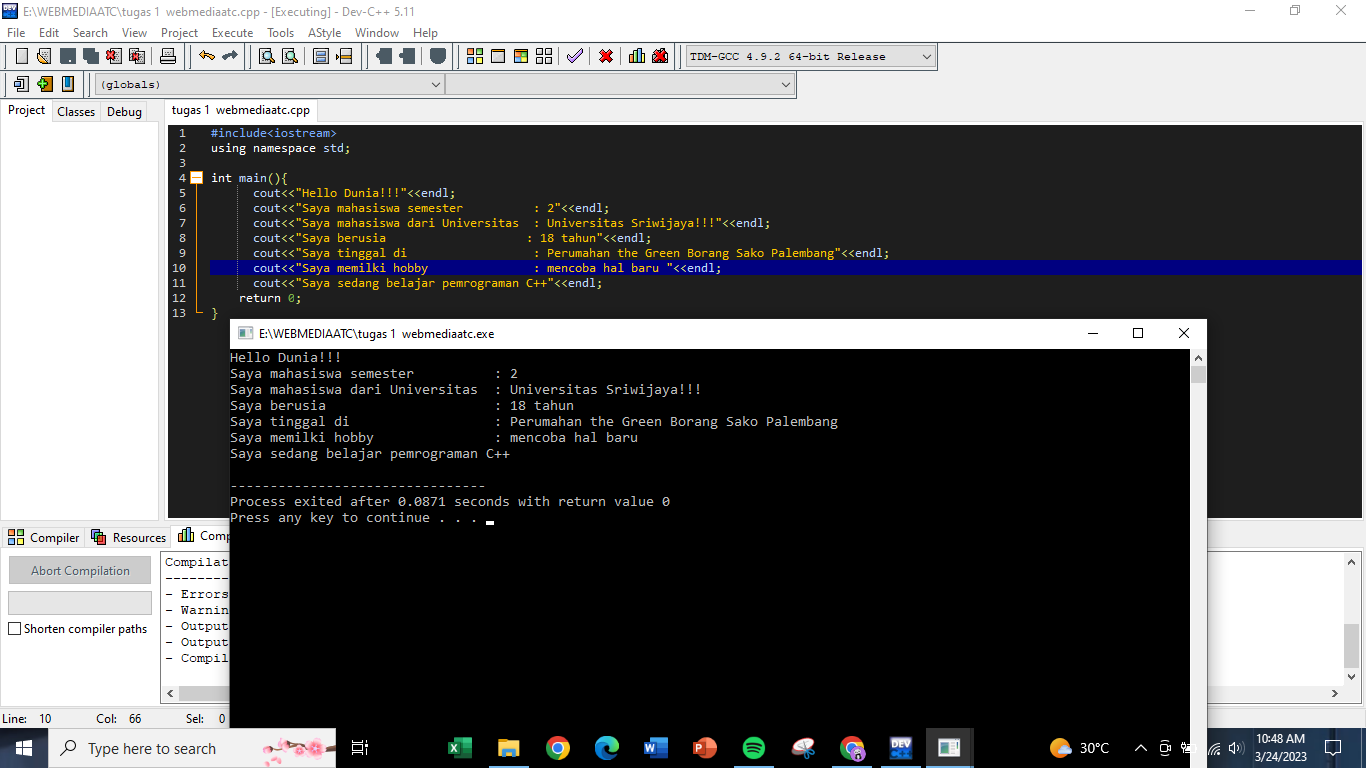 E:\WEBMEDIAATC\tugas 1  webmediaatc.cpp - [Executing] - Dev-C++ 5.11
File Edit Search View Project Execute Tools AStyle Window Help
TDM-GCC 4.9.2 64-bit Release
(globals)
Project Classes Debug tugas 1  webmediaatc.cpp
1 #include<iostream>
2 using namespace std;
3
4 int main(){
5 cout<<"Hello Dunia!!!"<<endl;
6 cout<<"Saya mahasiswa semester          : 2"<<endl;
7 cout<<"Saya mahasiswa dari Universitas  : Universitas Sriwijaya!!!"<<endl;
8 cout<<"Saya berusia                    : 18 tahun"<<endl;
9 cout<<"Saya tinggal di                  : Perumahan the Green Borang Sako Palembang"<<endl;
10 cout<<"Saya memilki hobby               : mencoba hal baru "<<endl;
11 cout<<"Saya sedang belajar pemrograman C++"<<endl;
12 return 0;
13 }
E:\WEBMEDIAATC\tugas 1  webmediaatc.exe
Hello Dunia!!!
Saya mahasiswa semester          : 2
Saya mahasiswa dari Universitas  : Universitas Sriwijaya!!!
Saya berusia                     : 18 tahun
Saya tinggal di                  : Perumahan the Green Borang Sako Palembang
Saya memilki hobby               : mencoba hal baru
Saya sedang belajar pemrograman C++
--------------------------------
Process exited after 0.0871 seconds with return value 0
Press any key to continue . . .
Compiler Resources Comp
Abort Compilation
Shorten compiler paths
Compilat
--------
- Errors
- Warnin
- Output
- Output
- Compil
Line: 10 Col: 66 Sel: 0
Type here to search
DEV
30°C
10:48 AM
3/24/2023